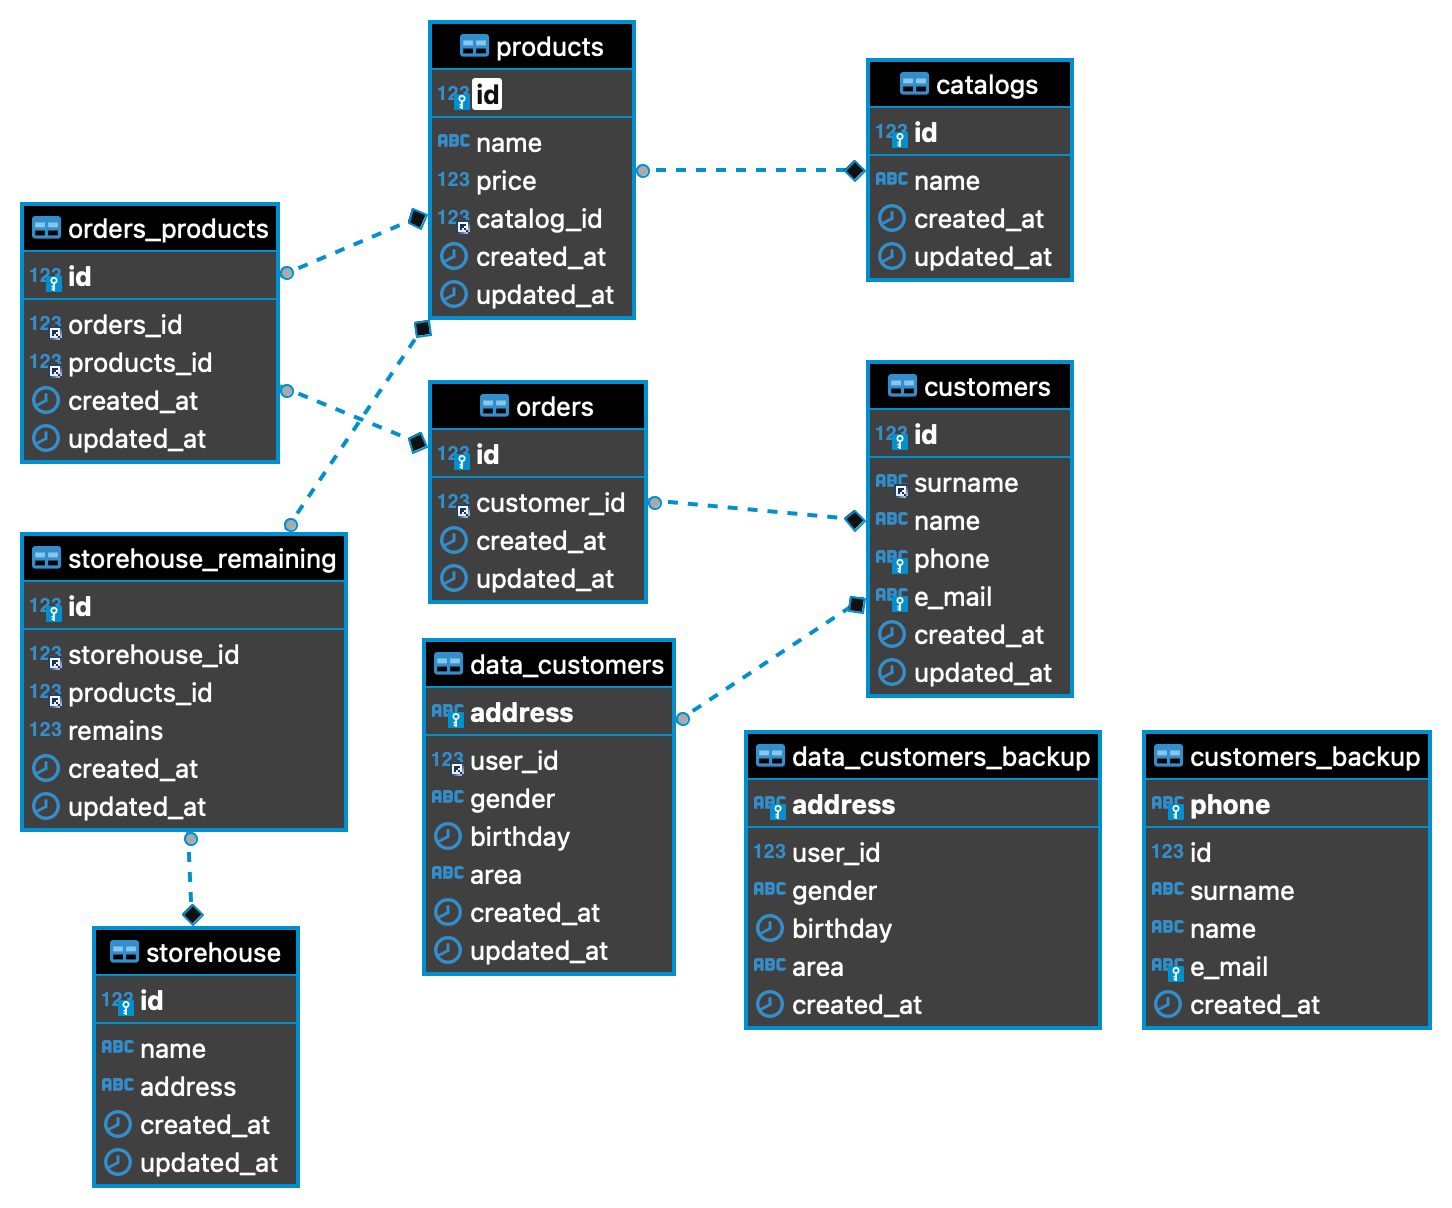 products
123 id
ABC name
123 price
123 catalog_id
created_at
updated_at
catalogs
123 id
ABC name
created_at
updated_at
orders_products
123 id
123 orders_id
123 products_id
created_at
updated_at
orders
123 id
123 customer_id
created_at
updated_at
customers
123 id
ABC surname
ABC name
ABC phone
ABC e_mail
created_at
updated_at
storehouse_remaining
123 id
123 storehouse_id
123 products_id
123 remains
created_at
updated_at
data_customers
ABC address
123 user_id
ABC gender
birthday
ABC area
created_at
updated_at
data_customers_backup
ABC address
123 user_id
ABC gender
birthday
ABC area
created_at
customers_backup
ABC phone
123 id
ABC surname
ABC name
ABC e_mail
created_at
storehouse
123 id
ABC name
ABC address
created_at
updated_at